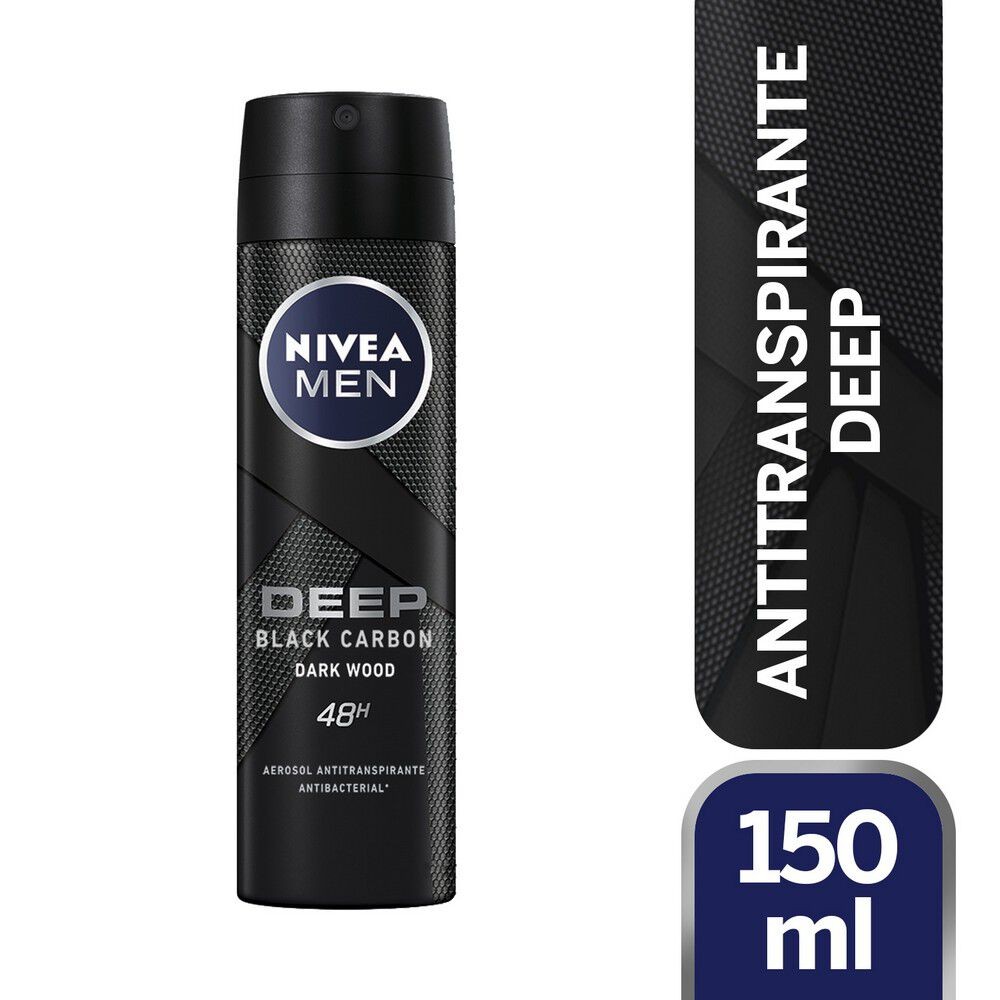 NIVEA
MEN
DEEP
BLACK CARBON
DARK WOOD
48H
AEROSOL ANTITRANSPIRANTE
ANTIBACTERIAL*
ANTITRANSPIRANTE
DEEP
150
ml